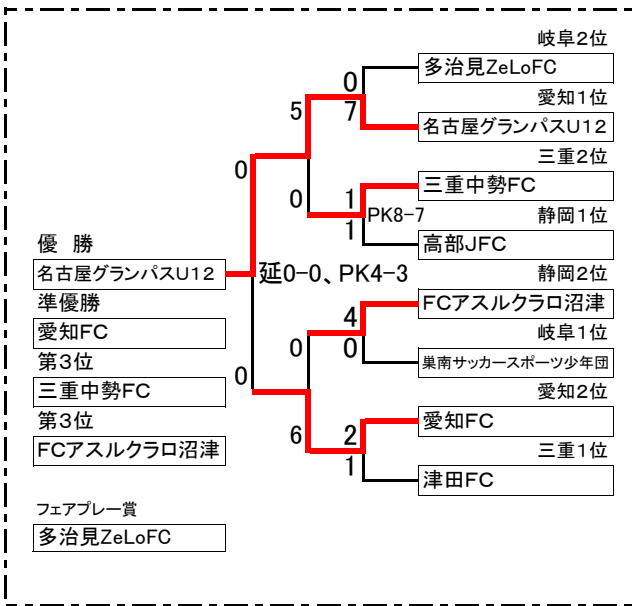 岐阜2位
多治見ZeLoFC
0
愛知1位
5
7
名古屋グランパスU12
三重2位
0
0
1
三重中勢FC
PK8-7
1
静岡1位
高部JFC
優 勝
名古屋グランパスU12
延0-0、PK4-3
静岡2位
準優勝
4
FCアスルクラロ沼津
愛知FC
0
0
岐阜1位
巣南サッカースポーツ少年団
第3位
0
愛知2位
三重中勢FC
第3位
6
2
愛知FC
1
三重1位
FCアスルクラロ沼津
津田FC
フェアプレー賞
多治見ZeLoFC